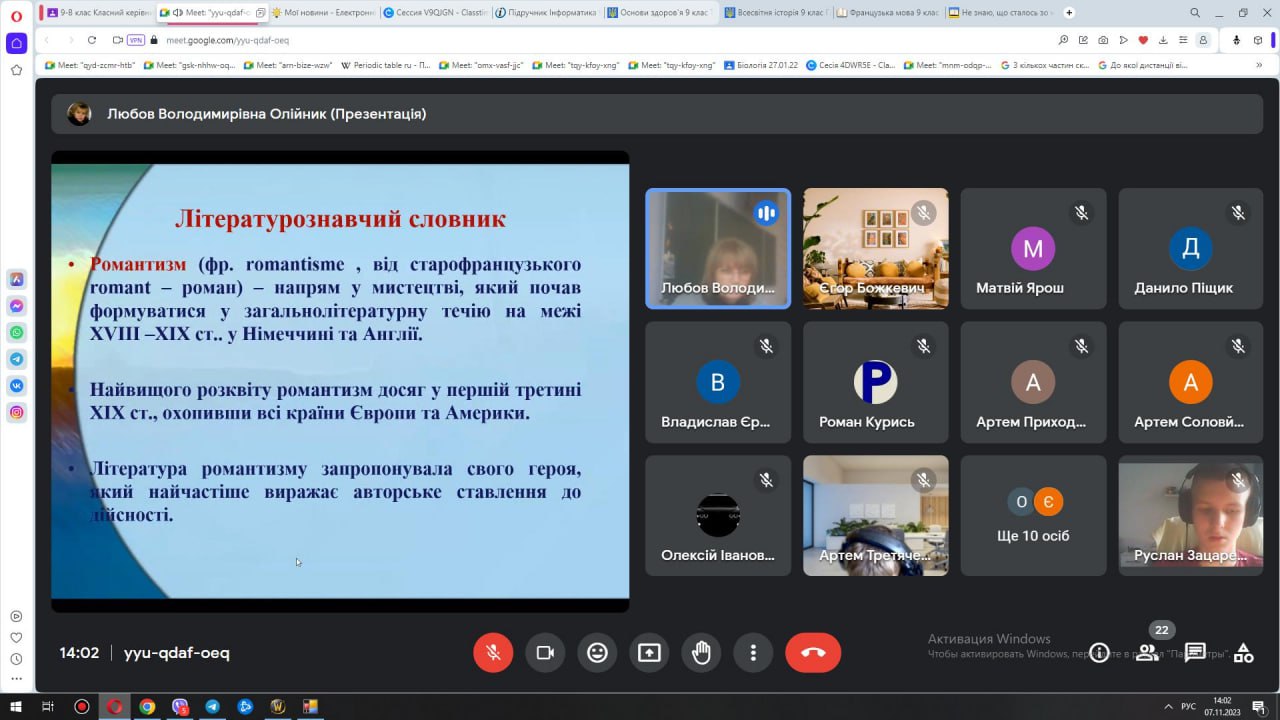 9-В клас Класний керівн
Meet: "yyu-qdaf-o
Мої новини - Електронн
Сессия V9QJGN - Classtim
Підручник Інформатика
Основи здоров'я 9 клас
Всесвітня історія 9 клас Г
Французька мова 9 клас
Не знаю, що сталось зо
VPN
meet.google.com/yyu-qdaf-oeq
Meet: "qyd-zcmr-htb"
Meet: "gsk-nhhw-oq...
Meet: "arn-bize-wzw"
Periodic table ru - П...
Meet: "omx-vasf-jjc"
Meet: "tqy-kfoy-xng"
Meet: "tqy-kfoy-xng"
Біологія 27.01.22
Сесія 4DWR5E - Cla...
Meet: "mnm-odqp-...
З кількох частин ск...
До якої дистанції ві...
Любов Володимирівна Олійник (Презентація)
Літературознавчий словник
• Романтизм (фр. romantisme , від старофранцузького
romant – роман) – напрям у мистецтві, який почав
формуватися у загальнолітературну течію на межі
XVIII –XIX ст.. у Німеччині та Англії.
• Найвищого розквіту романтизм досяг у першій третині
XIX ст., охопивши всі країни Європи та Америки.
• Література романтизму запропонувала свого героя,
який найчастіше виражає авторське ставлення до
дійсності.
Любов Володи...
Єгор Божкевич
М
Матвій Ярош
Д
Данило Піщик
В
Владислав Єр...
P
Роман Курись
А
Артем Приход...
А
Артем Соловй...
Олексій Іванов...
Артем Третяче...
О Є
Ще 10 осіб
Руслан Зацаре...
14:02 | yyu-qdaf-oeq
22
Активация Windows
Чтобы активировать Windows, перейдите в раздел "Параметры".
5
РУС
14:02
07.11.2023
1